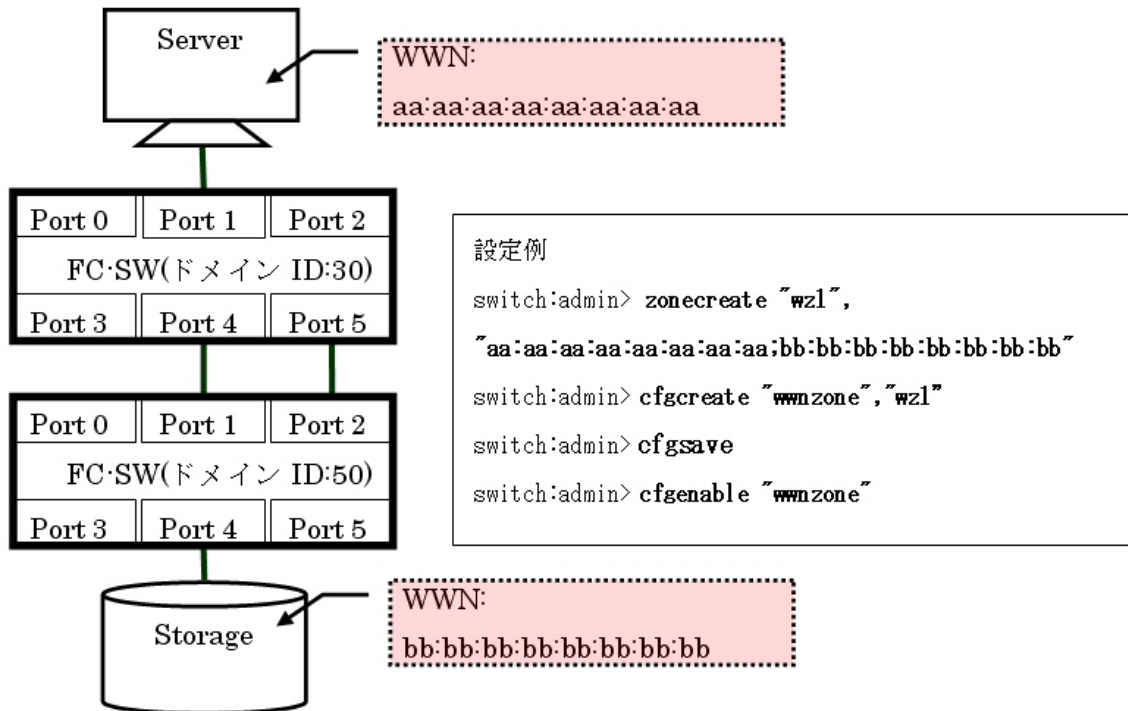 Server
WWN:
aa:aa:aa:aa:aa:aa:aa:aa
Port 0 Port 1 Port 2
FC-SW(ドメイン ID:30)
Port 3 Port 4 Port 5
Port 0 Port 1 Port 2
FC-SW(ドメイン ID:50)
Port 3 Port 4 Port 5
Storage
WWN:
bb:bb:bb:bb:bb:bb:bb:bb
設定例
switch:admin> zonecreate "wz1",
"aa:aa:aa:aa:aa:aa:aa:aa;bb:bb:bb:bb:bb:bb:bb:bb"
switch:admin> cfgcreate "wwnzone","wz1"
switch:admin> cfgsave
switch:admin> cfgenable "wwnzone"